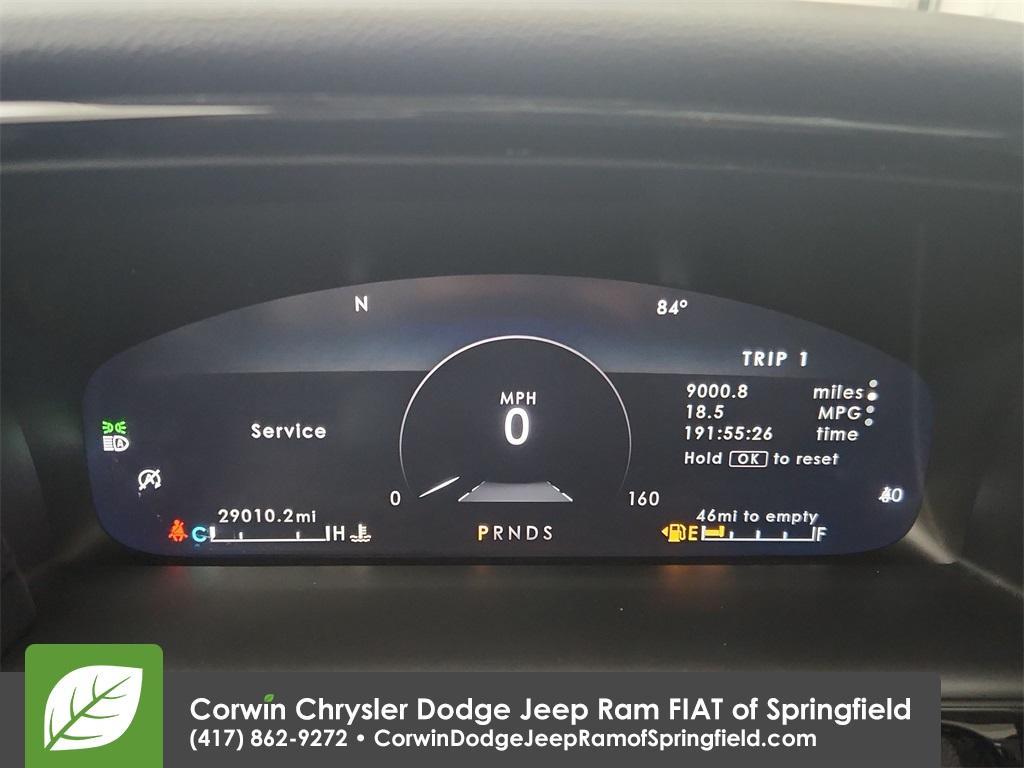 N 84°
TRIP 1
9000.8 miles
18.5 MPG
191:55:26 time
Hold OK to reset
Service
MPH
0
0 160
29010.2mi
C H
PRNDS
46mi to empty
E F
A
Corwin Chrysler Dodge Jeep Ram FIAT of Springfield
(417) 862-9272 • CorwinDodgeJeepRamofSpringfield.com